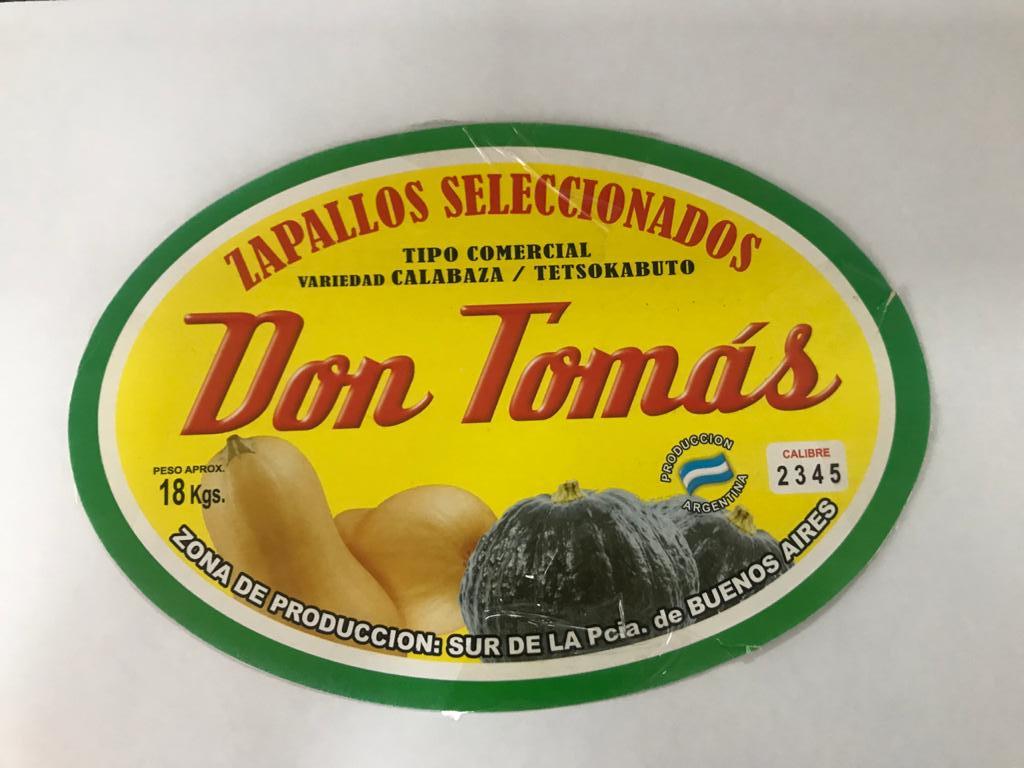 ZAPALLOS SELECCIONADOS
TIPO COMERCIAL
VARIEDAD CALABAZA / TETSOKABUTO
Don Tomás
PESO APROX.
18 Kgs.
PRODUCCION
ARGENTINA
CALIBRE
2345
ZONA DE PRODUCCION: SUR DE LA Pcia. de BUENOS AIRES